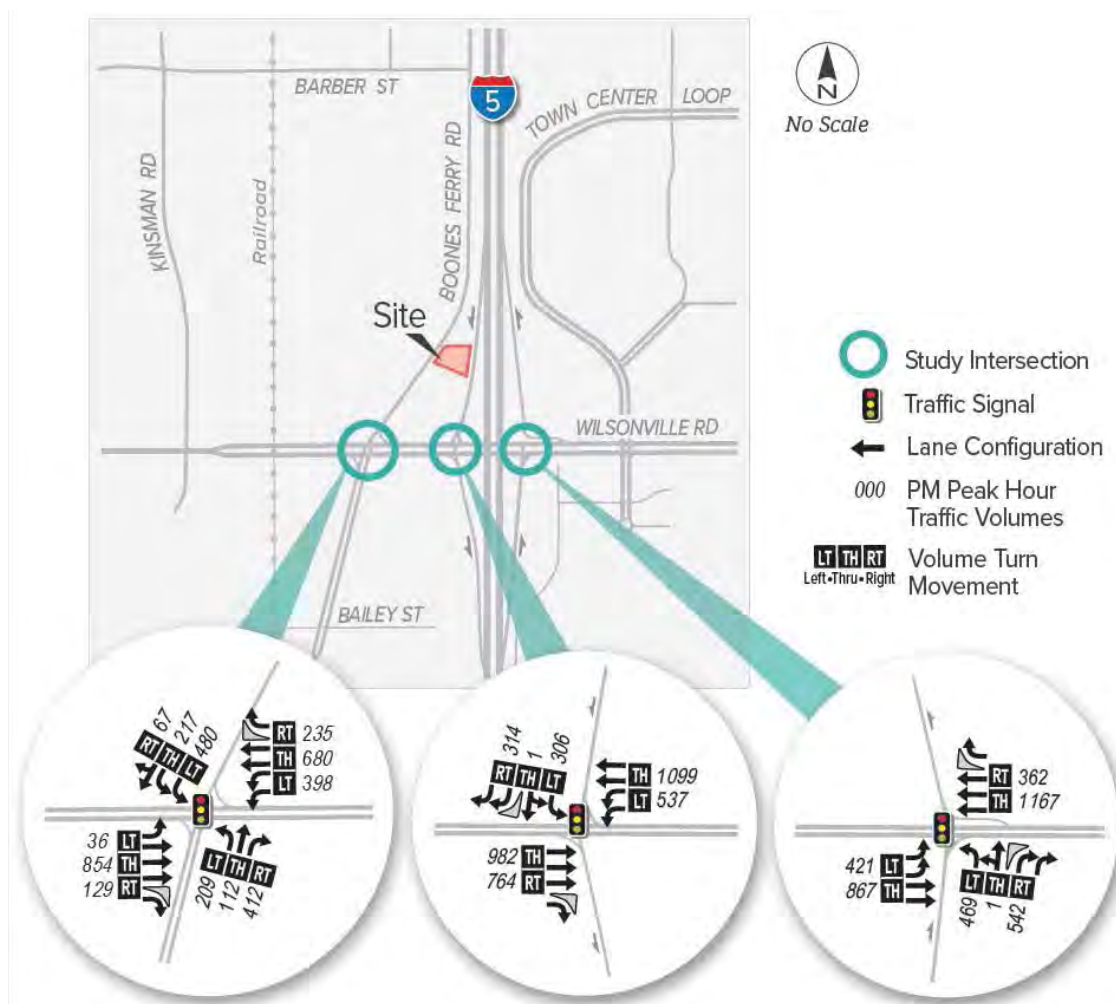 BARBER ST
5
TOWN CENTER LOOP
N
No Scale
KINSMAN RD
Railroad
BOONES FERRY RD
Site
WILSONVILLE RD
BAILEY ST
Study Intersection
Traffic Signal
Lane Configuration
000 PM Peak Hour
Traffic Volumes
LT TH RT Volume Turn
Left•Thru•Right Movement
67 217 480
RT TH LT
RT 235
TH 680
LT 398
36 LT
854 TH
129 RT
LT TH RT
209 112 412
314 1 306
RT TH LT
TH 1099
LT 537
982 TH
764 RT
RT 362
TH 1167
421 LT
867 TH
LT TH RT
469 1 542